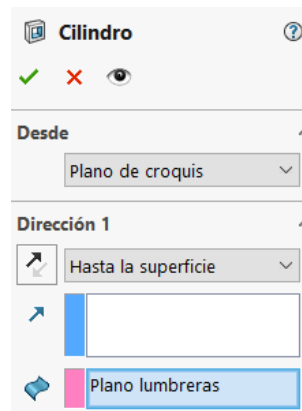 Cilindro
Desde
Plano de croquis
Dirección 1
Hasta la superficie
Plano lumbreras